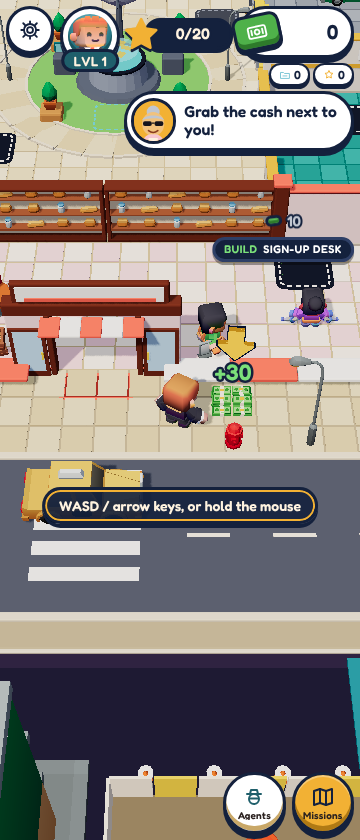 0/20
0
LVL 1
0
0
Grab the cash next to
you!
10
BUILD SIGN-UP DESK
+30
WASD / arrow keys, or hold the mouse
Agents
Missions